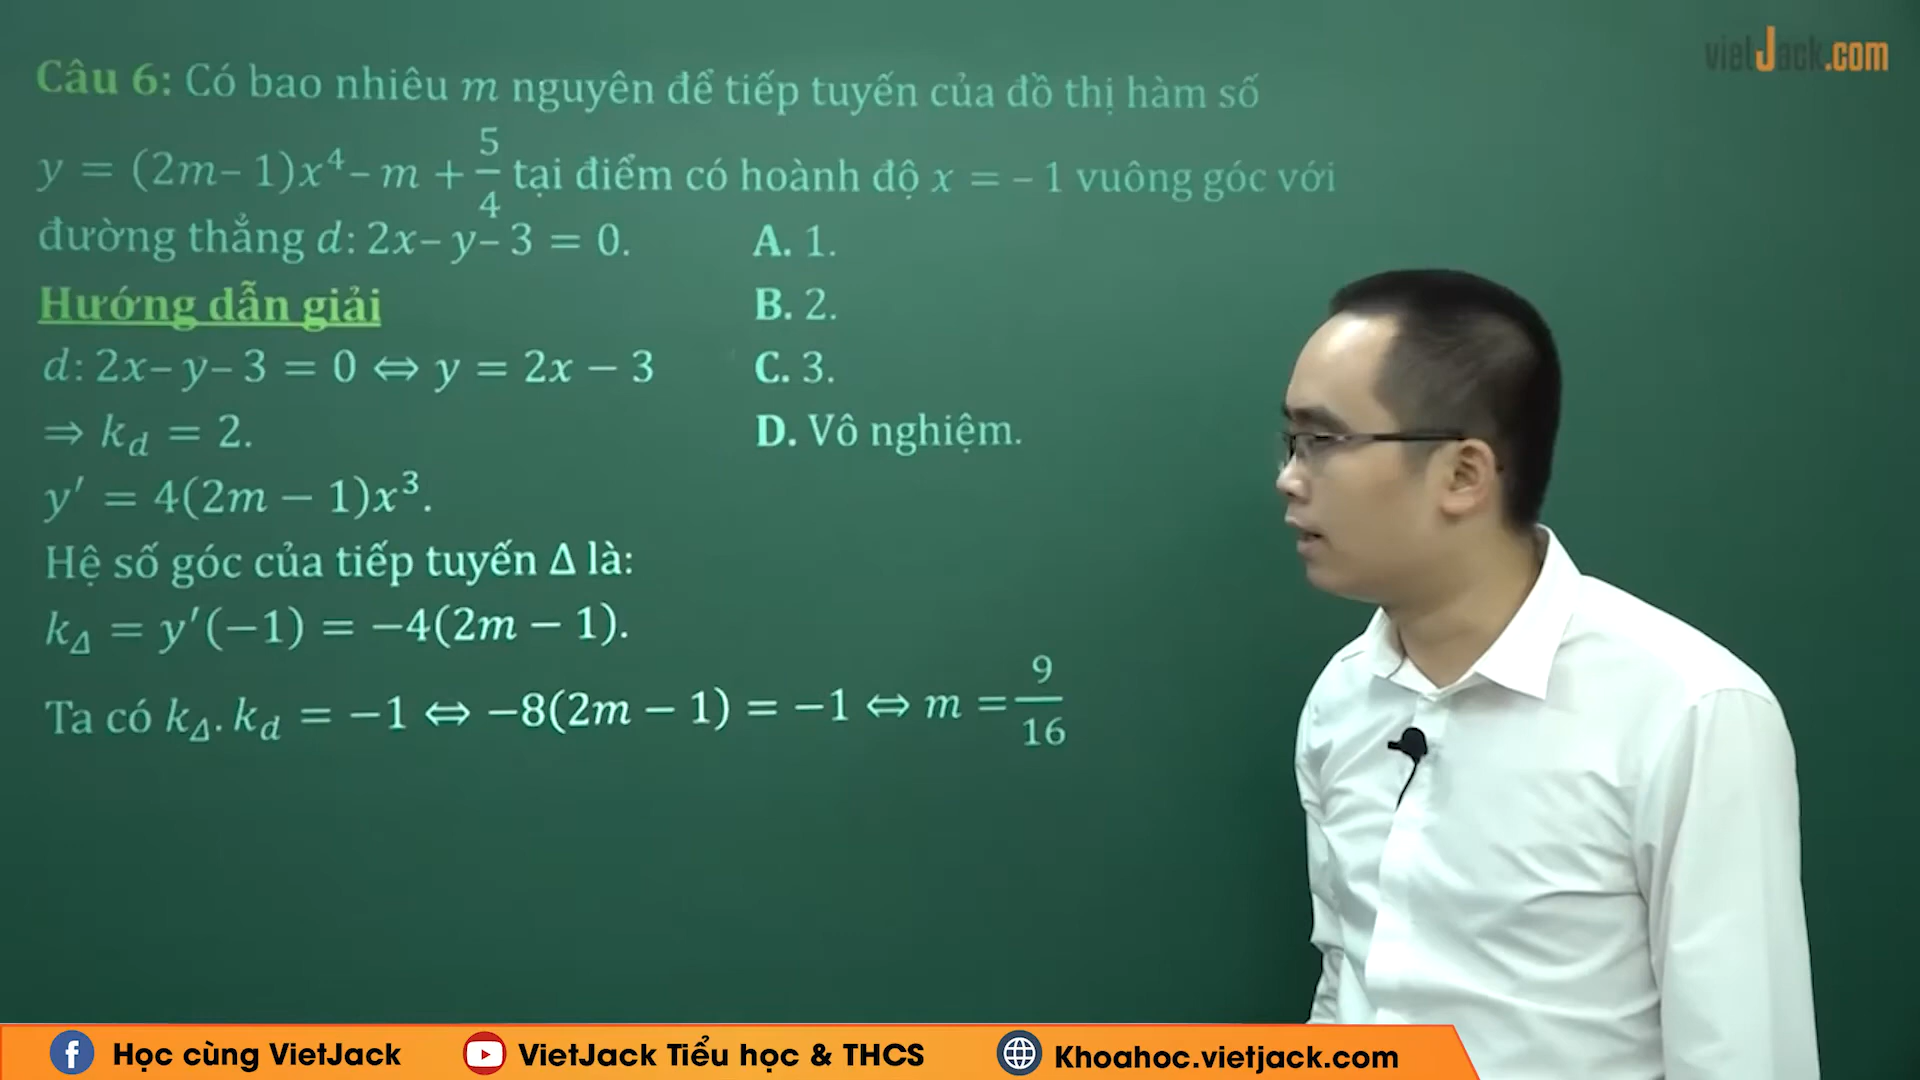 vietJack.com
Câu 6: Có bao nhiêu m nguyên để tiếp tuyến của đồ thị hàm số
y = (2m– 1)x⁴– m + 5/4 tại điểm có hoành độ x = – 1 vuông góc với
đường thẳng d: 2x– y– 3 = 0.
A. 1.
Hướng dẫn giải
B. 2.
d: 2x– y– 3 = 0 ⇔ y = 2x − 3
C. 3.
⇒ k_d = 2.
D. Vô nghiệm.
y′ = 4(2m − 1)x³.
Hệ số góc của tiếp tuyến Δ là:
k_Δ = y′(−1) = −4(2m − 1).
Ta có k_Δ. k_d = −1 ⇔ −8(2m − 1) = −1 ⇔ m = 9/16
Học cùng VietJack
VietJack Tiểu học & THCS
Khoahoc.vietjack.com